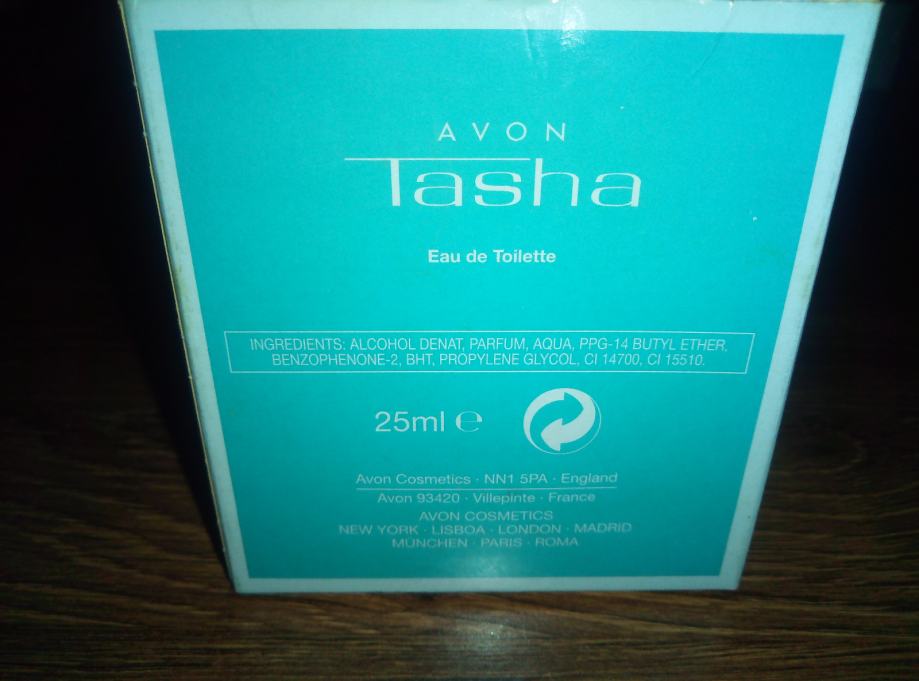 AVON
Tasha
Eau de Toilette
INGREDIENTS: ALCOHOL DENAT, PARFUM, AQUA, PPG-14 BUTYL ETHER,
BENZOPHENONE-2, BHT, PROPYLENE GLYCOL, CI 14700, CI 15510.
25ml ℮
Avon Cosmetics · NN1 5PA · England
Avon 93420 · Villepinte · France
AVON COSMETICS
NEW YORK · LISBOA · LONDON · MADRID
MÜNCHEN · PARIS · ROMA